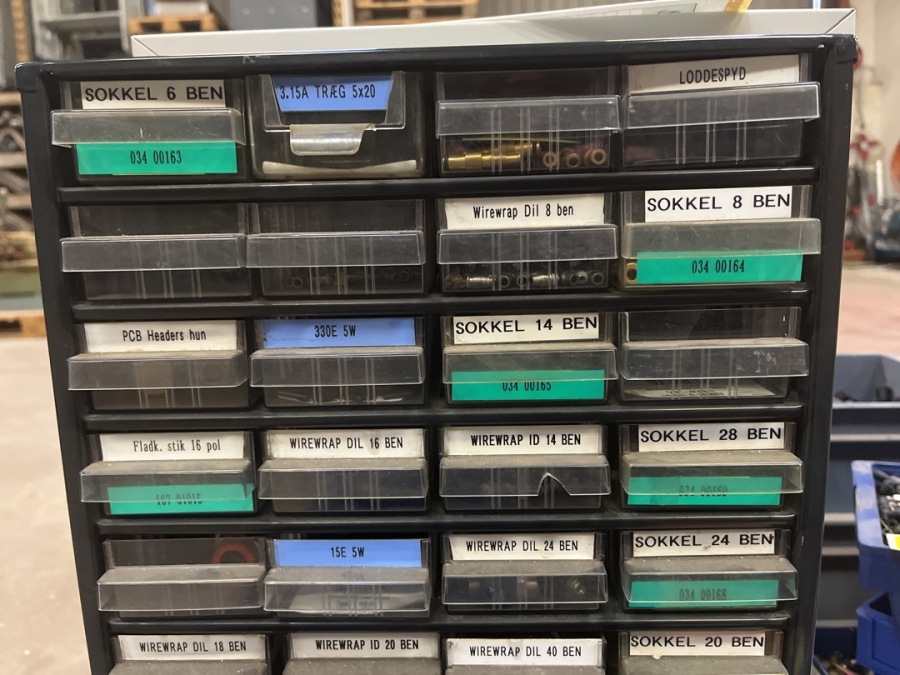 SOKKEL 6 BEN
034 00163
3.15A TRÆG 5x20
LODDESPYD
Wirewrap Dil 8 ben
SOKKEL 8 BEN
034 00164
PCB Headers hun
330E 5W
SOKKEL 14 BEN
034 00165
Fladk. stik 16 pol
WIREWRAP DIL 16 BEN
WIREWRAP ID 14 BEN
SOKKEL 28 BEN
15E 5W
WIREWRAP DIL 24 BEN
SOKKEL 24 BEN
034 00168
WIREWRAP DIL 18 BEN
WIREWRAP ID 20 BEN
WIREWRAP DIL 40 BEN
SOKKEL 20 BEN